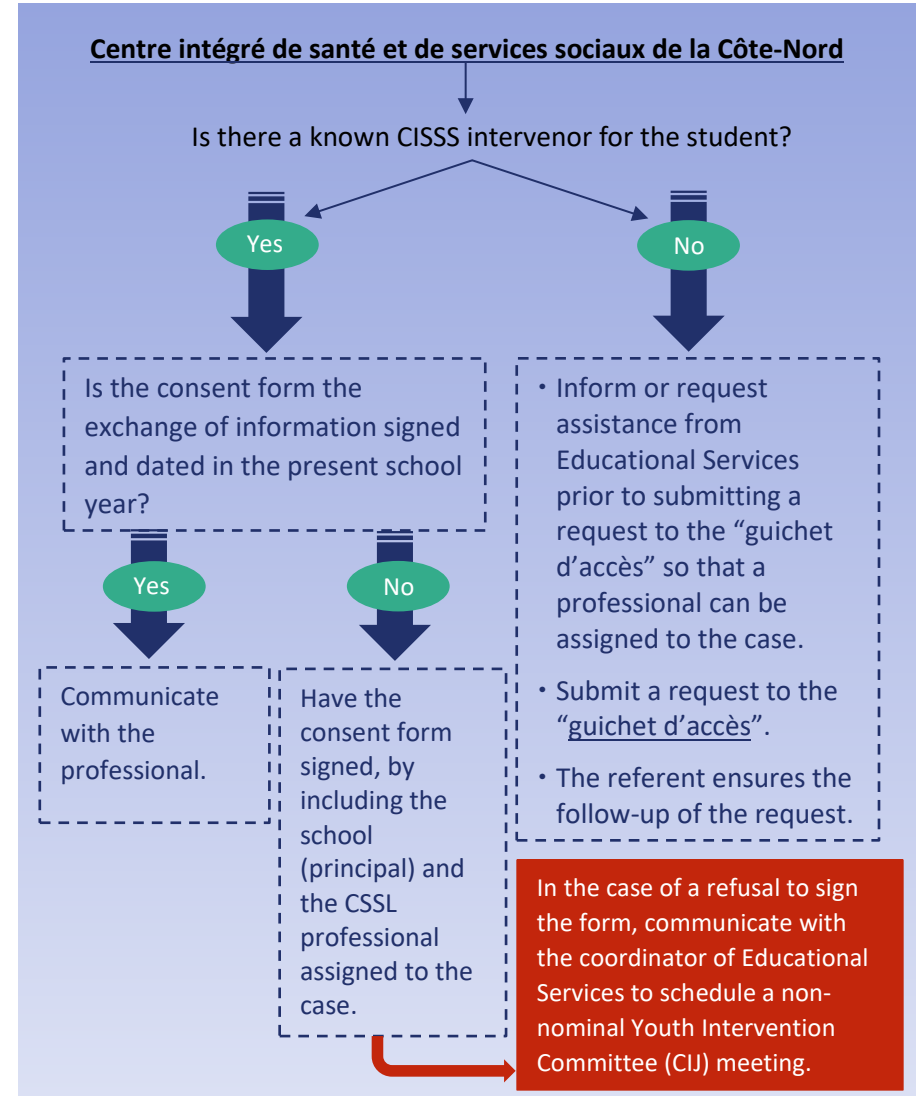 Centre intégré de santé et de services sociaux de la Côte-Nord
Is there a known CISSS intervenor for the student?
Yes
No
Is the consent form the
exchange of information signed
and dated in the present school
year?
Yes
No
Communicate
with the
professional.
Have the
consent form
signed, by
including the
school
(principal) and
the CSSL
professional
assigned to the
case.
• Inform or request
assistance from
Educational Services
prior to submitting a
request to the “guichet
d’accès” so that a
professional can be
assigned to the case.
• Submit a request to the
“guichet d’accès”.
• The referent ensures the
follow-up of the request.
In the case of a refusal to sign
the form, communicate with
the coordinator of Educational
Services to schedule a non-
nominal Youth Intervention
Committee (CIJ) meeting.